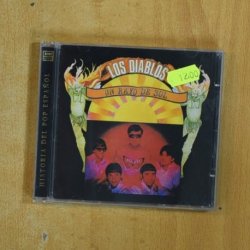 LOS DIABLOS
UN RAYO DE SOL
12,00
HISTORIA DEL POP ESPAÑOL